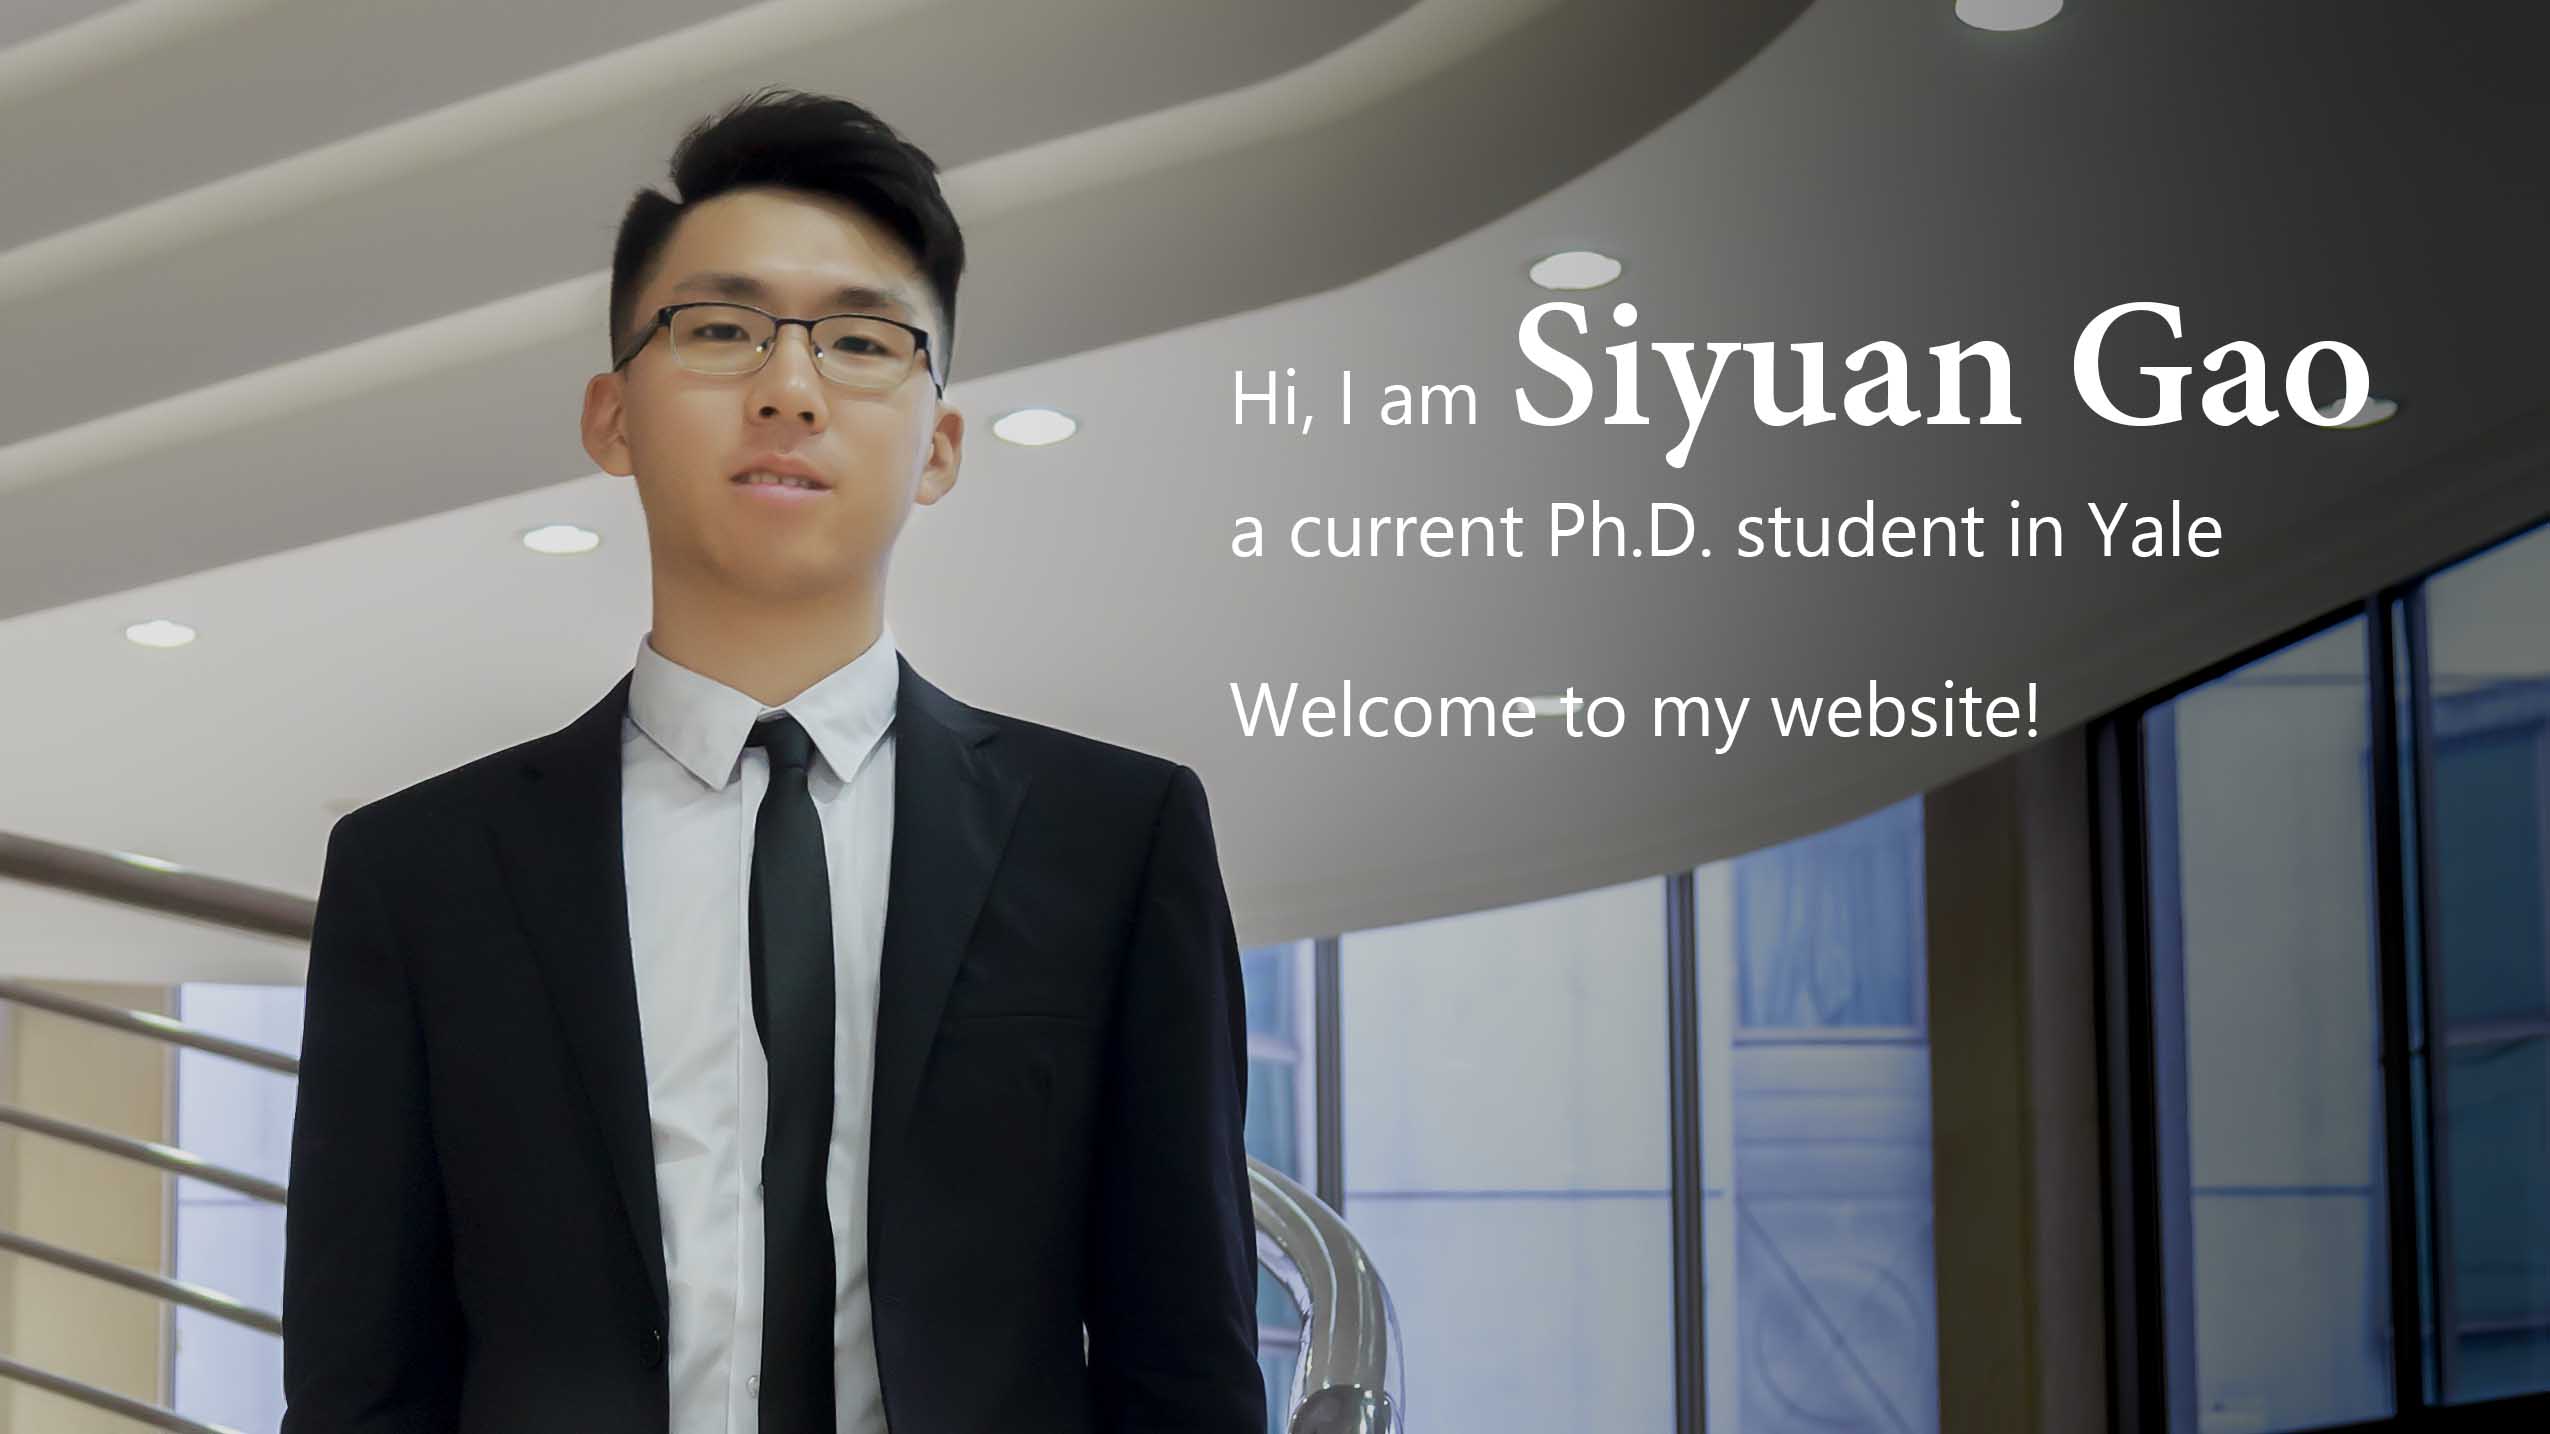 Hi, I am Siyuan Gao
a current Ph.D. student in Yale
Welcome to my website!